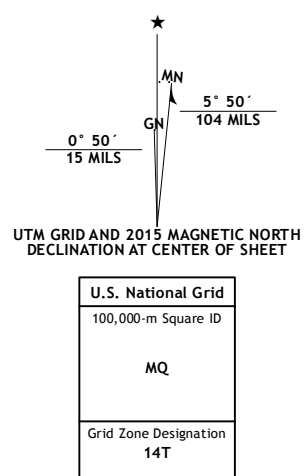 ★
MN
GN
5° 50´
104 MILS
0° 50´
15 MILS
UTM GRID AND 2015 MAGNETIC NORTH
DECLINATION AT CENTER OF SHEET
U.S. National Grid
100,000-m Square ID
MQ
Grid Zone Designation
14T